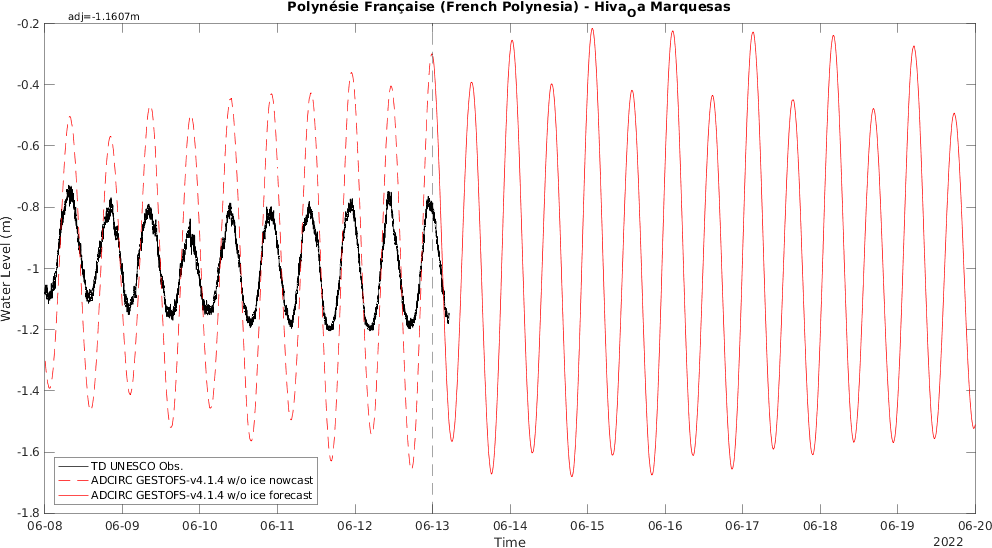 Polynésie Française (French Polynesia) - Hiva_Oa Marquesas
adj=-1.1607m
-0.2
-0.4
-0.6
-0.8
-1
-1.2
-1.4
-1.6
-1.8
Water Level (m)
TD UNESCO Obs.
ADCIRC GESTOFS-v4.1.4 w/o ice nowcast
ADCIRC GESTOFS-v4.1.4 w/o ice forecast
06-08 06-09 06-10 06-11 06-12 06-13 06-14 06-15 06-16 06-17 06-18 06-19 06-20
Time
2022